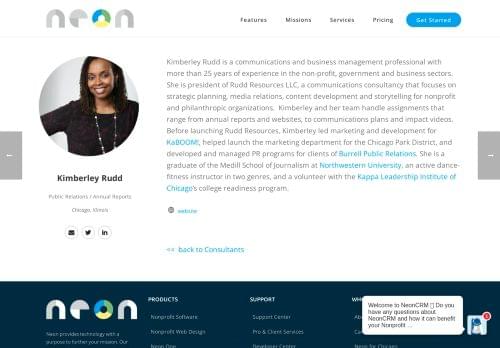 neon
Features
Missions
Services
Pricing
Get Started
Kimberley Rudd is a communications and business management professional with
more than 25 years of experience in the non-profit, government and business sectors.
She is president of Rudd Resources LLC, a communications consultancy that focuses on
strategic planning, media relations, content development and storytelling for nonprofit
and philanthropic organizations.  Kimberley and her team handle assignments that
range from annual reports and websites, to communications plans and impact videos.
Before launching Rudd Resources, Kimberley led marketing and development for
KaBOOM!, helped launch the marketing department for the Chicago Park District,
and developed and managed PR programs for clients of Burrell Public Relations. She is a
graduate of the Medill School of Journalism at Northwestern University, an active dance-
fitness instructor in two genres, and a volunteer with the Kappa Leadership Institute of
Chicago's college readiness program.
← →
Kimberley Rudd
Public Relations / Annual Reports
Chicago, Illinois
website
<< back to Consultants
neon
Neon provides technology with a
purpose to further your mission. Our
PRODUCTS
Nonprofit Software
Nonprofit Web Design
Neon One
SUPPORT
Support Center
Pro & Client Services
Developer Center
Neon for Chicago
Welcome to NeonCRM
Do you
have any questions about
NeonCRM and how it can benefit
your Nonprofit ...
1